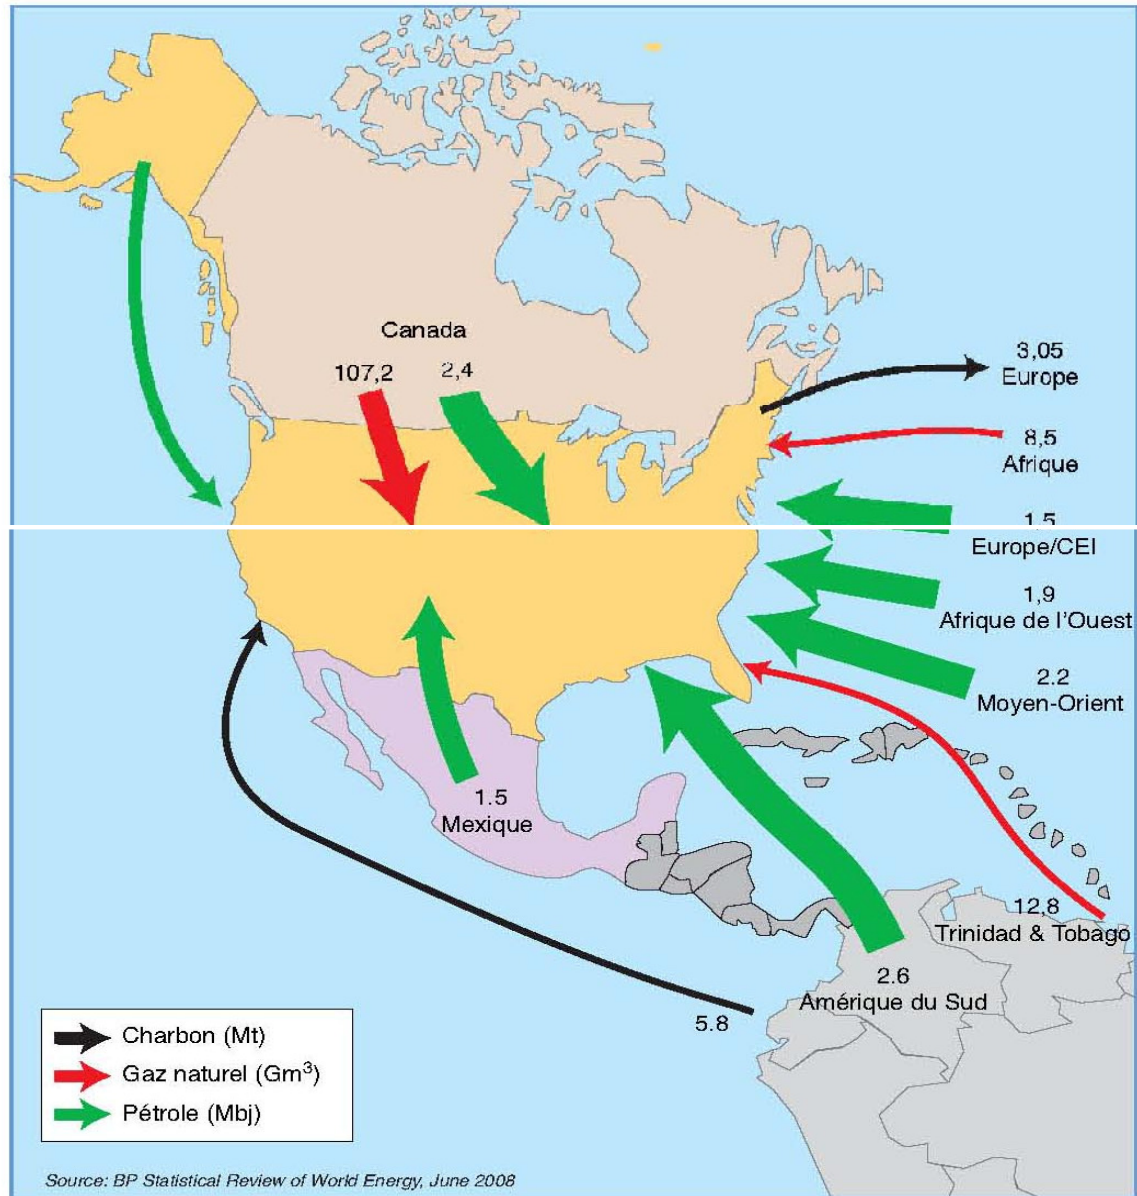 Canada
107,2
2,4
3,05
Europe
8,5
Afrique
1,5
Europe/CEI
1,9
Afrique de l'Ouest
2.2
Moyen-Orient
1.5
Mexique
12,8
Trinidad & Tobago
2.6
Amérique du Sud
5.8
Charbon (Mt)
Gaz naturel (Gm³)
Pétrole (Mbj)
Source: BP Statistical Review of World Energy, June 2008